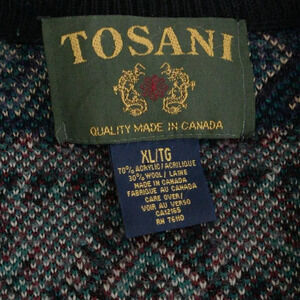 TOSANI
QUALITY MADE IN CANADA
XL/TG
70% ACRYLIC / ACRILIQUE
30% WOOL / LAINE
MADE IN CANADA
FABRIQUE AU CANADA
CARE OVER /
VOIR AU VERSO
CA12165
RN 76110